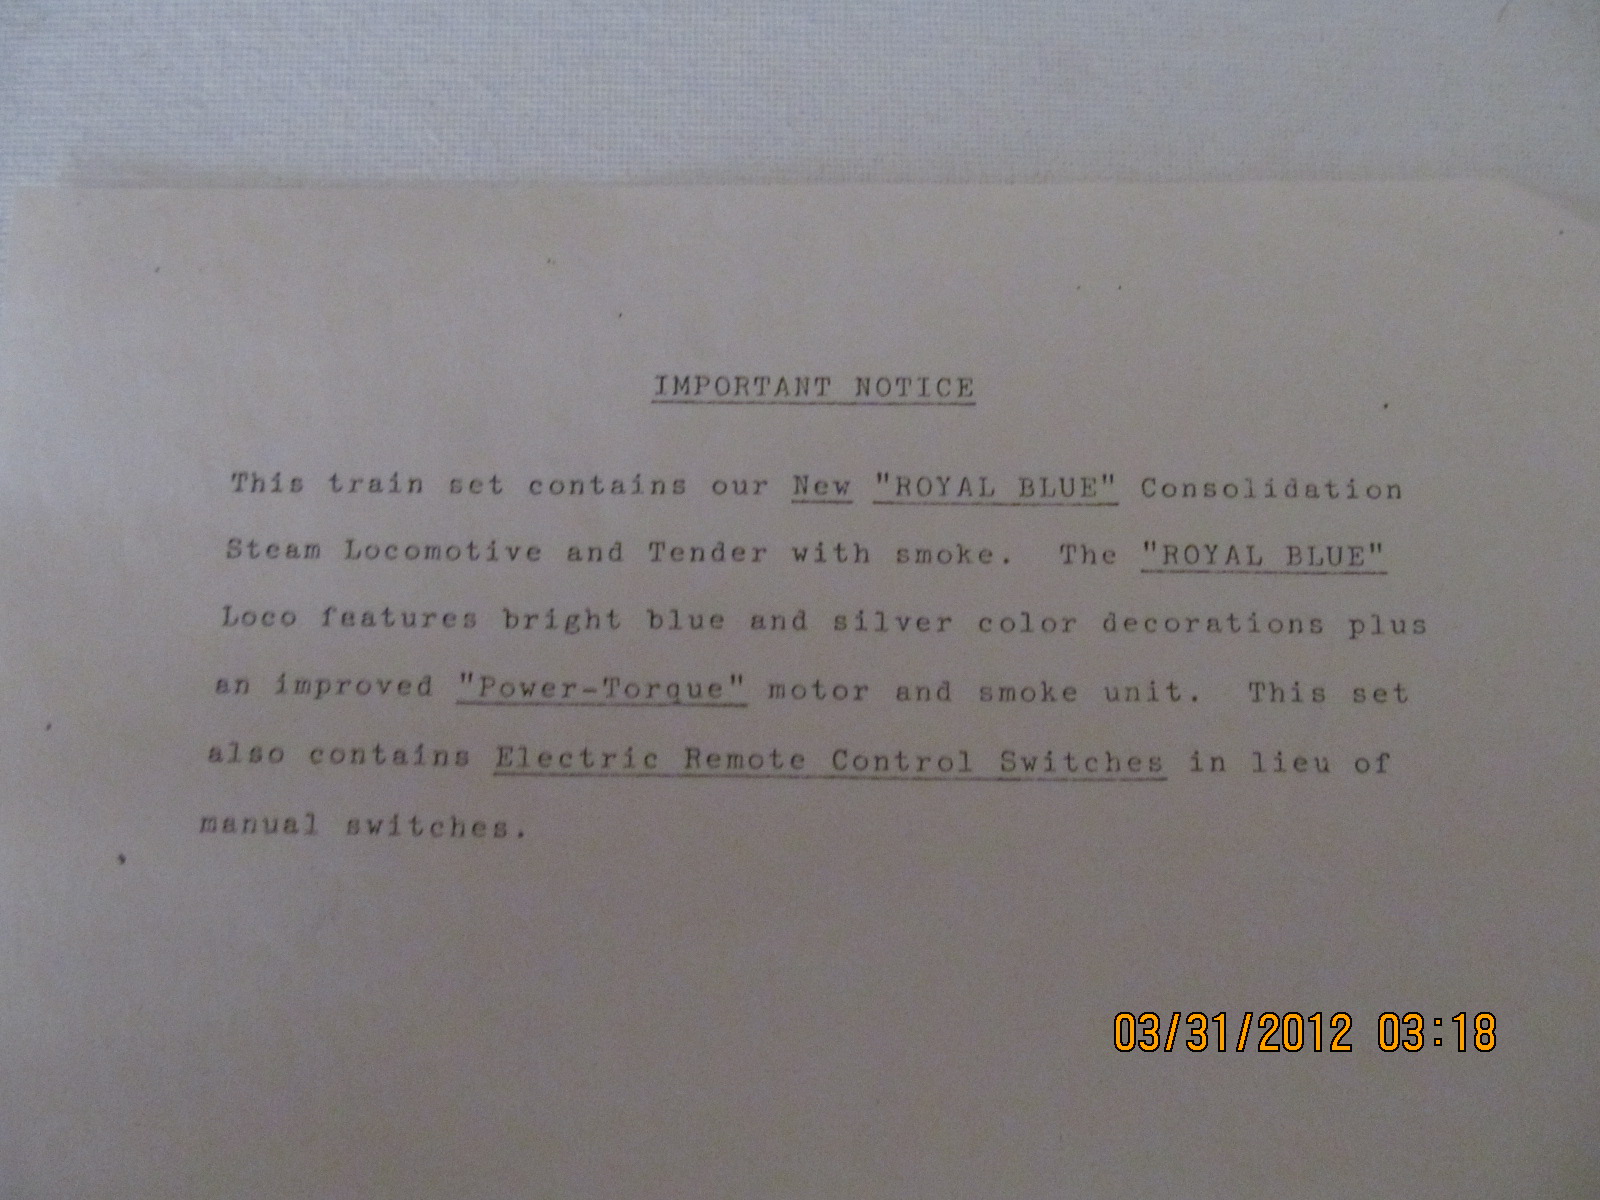 IMPORTANT NOTICE
This train set contains our New "ROYAL BLUE" Consolidation
Steam Locomotive and Tender with smoke. The "ROYAL BLUE"
Loco features bright blue and silver color decorations plus
an improved "Power-Torque" motor and smoke unit. This set
also contains Electric Remote Control Switches in lieu of
manual switches.
03/31/2012 03:18